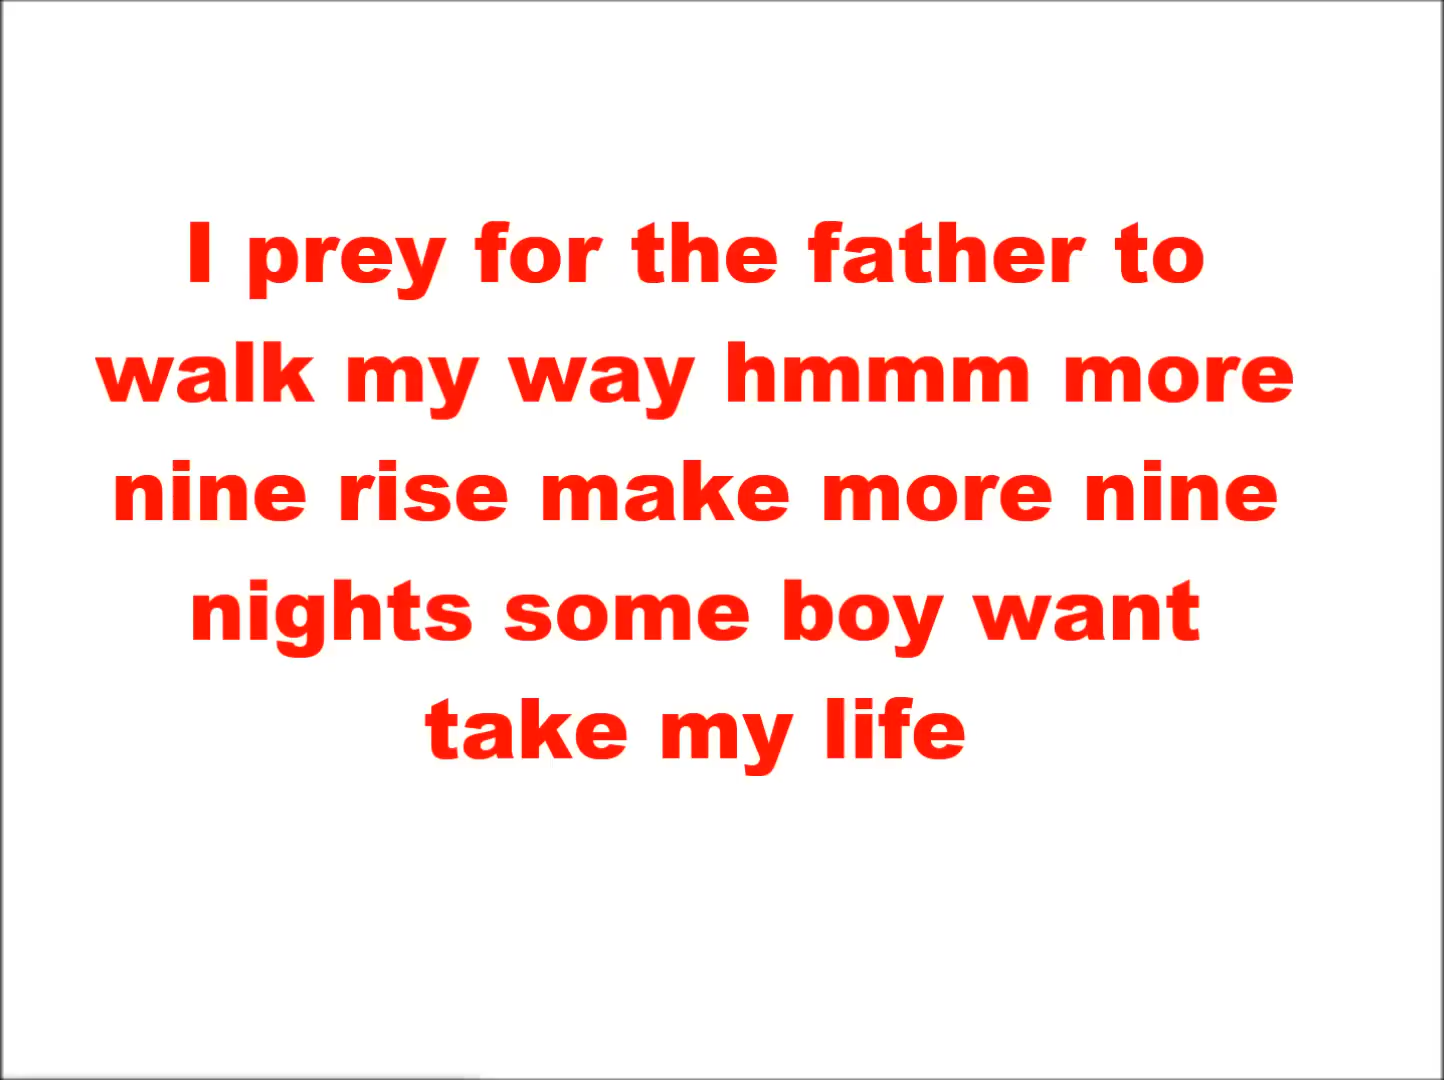 I prey for the father to
walk my way hmmm more
nine rise make more nine
nights some boy want
take my life